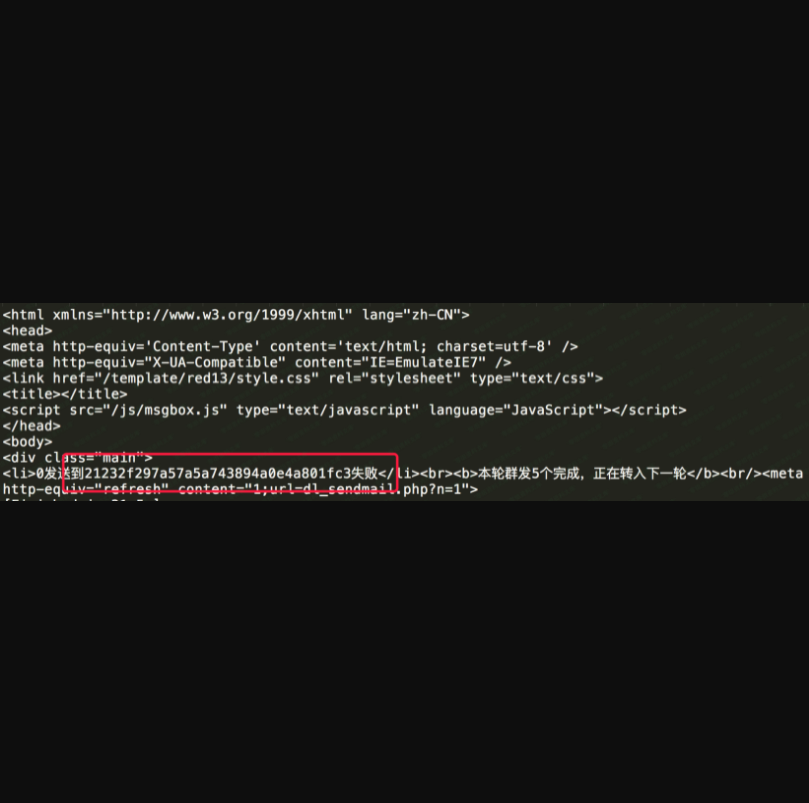 <html xmlns="http://www.w3.org/1999/xhtml" lang="zh-CN">
<head>
<meta http-equiv='Content-Type' content='text/html; charset=utf-8' />
<meta http-equiv="X-UA-Compatible" content="IE=EmulateIE7" />
<link href="/template/red13/style.css" rel="stylesheet" type="text/css">
<title></title>
<script src="/js/msgbox.js" type="text/javascript" language="JavaScript"></script>
</head>
<body>
<div class="main">
<li>0发送到21232f297a57a5a743894a0e4a801fc3失败</li><br><b>本轮群发5个完成，正在转入下一轮</b><br/><meta
http-equiv="refresh" content="1;url=dl_sendmail.php?n=1">